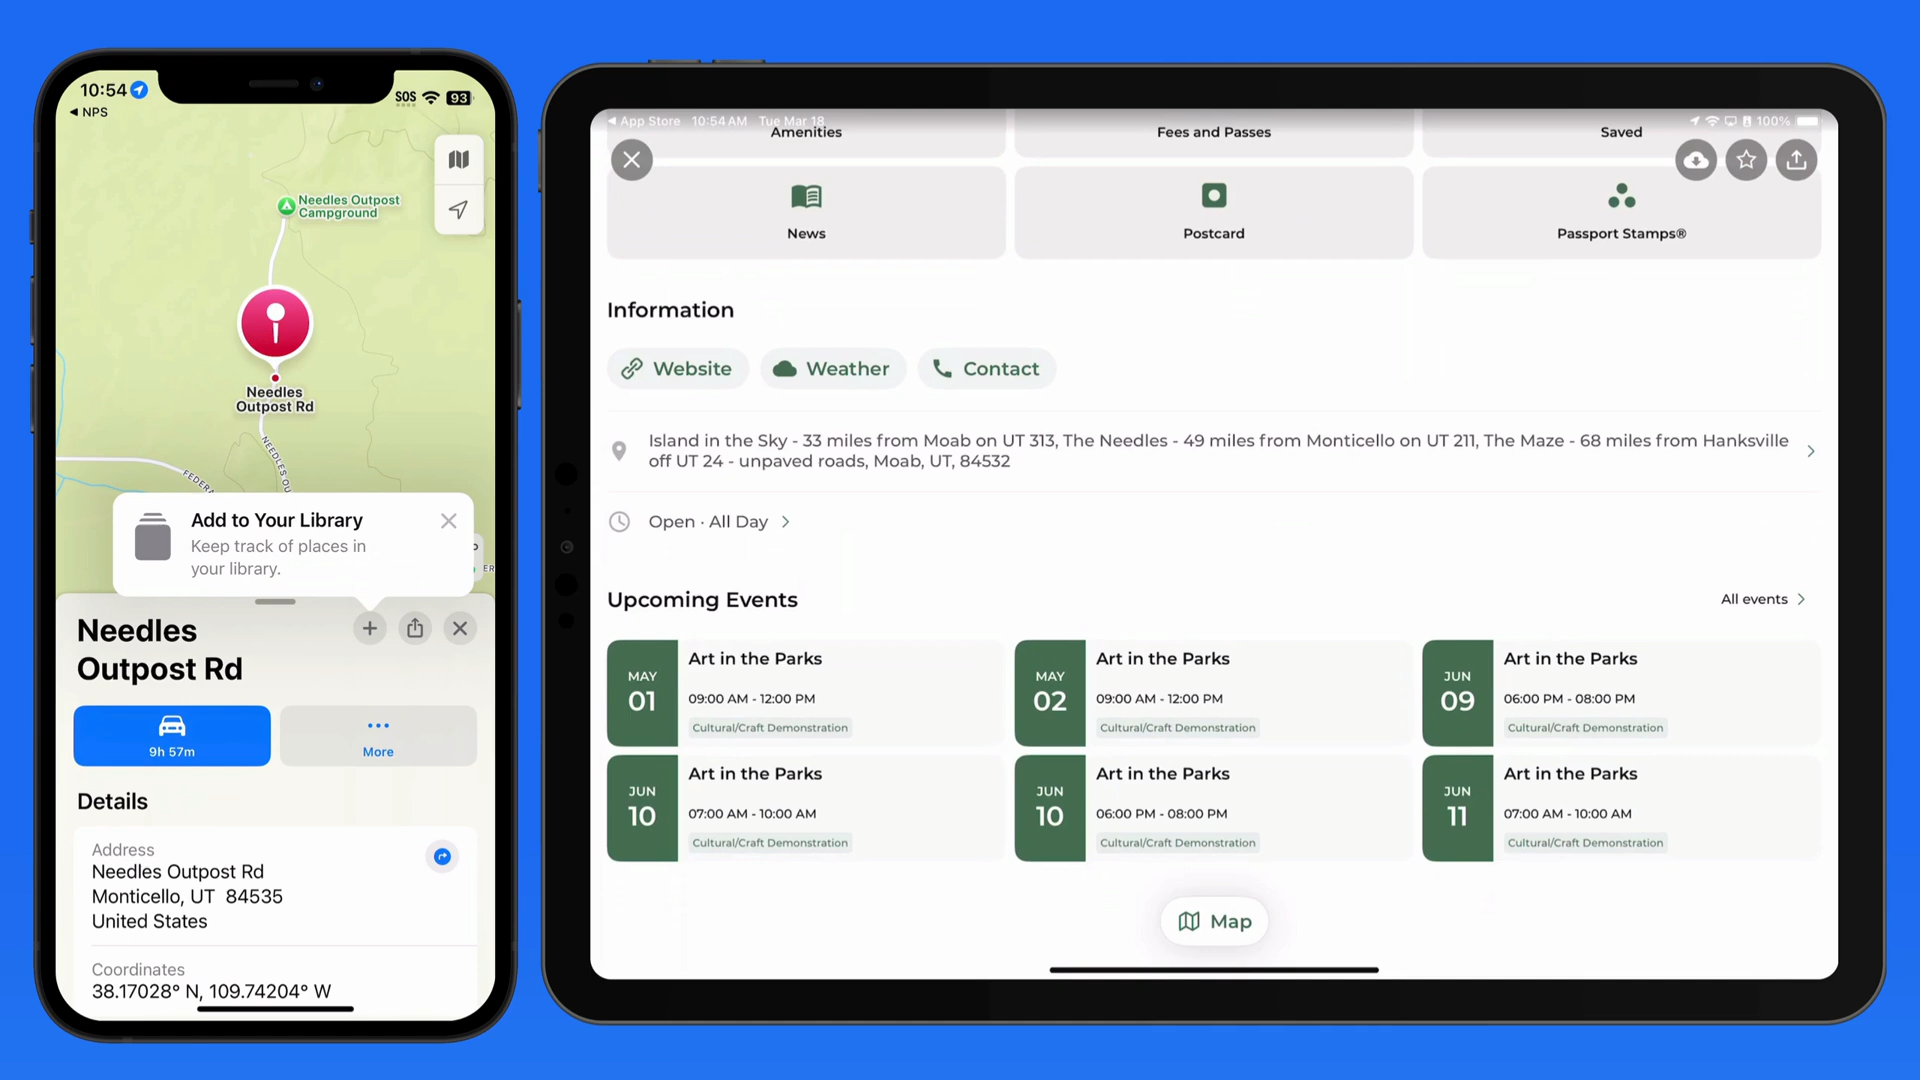 10:54
SOS
93
◀ NPS
Needles Outpost
Campground
Needles
Outpost Rd
NEEDLES OU
FEDERA
ER
Add to Your Library
Keep track of places in
your library.
Needles
Outpost Rd
9h 57m
More
Details
Address
Needles Outpost Rd
Monticello, UT 84535
United States
Coordinates
38.17028° N, 109.74204° W
◀ App Store 10:54 AM Tue Mar 18
100%
Amenities
Fees and Passes
Saved
News
Postcard
Passport Stamps®
Information
Website
Weather
Contact
Island in the Sky - 33 miles from Moab on UT 313, The Needles - 49 miles from Monticello on UT 211, The Maze - 68 miles from Hanksville
off UT 24 - unpaved roads, Moab, UT, 84532
Open · All Day
Upcoming Events
All events
MAY
01
Art in the Parks
09:00 AM - 12:00 PM
Cultural/Craft Demonstration
MAY
02
Art in the Parks
09:00 AM - 12:00 PM
Cultural/Craft Demonstration
JUN
09
Art in the Parks
06:00 PM - 08:00 PM
Cultural/Craft Demonstration
JUN
10
Art in the Parks
07:00 AM - 10:00 AM
Cultural/Craft Demonstration
JUN
10
Art in the Parks
06:00 PM - 08:00 PM
Cultural/Craft Demonstration
JUN
11
Art in the Parks
07:00 AM - 10:00 AM
Cultural/Craft Demonstration
Map